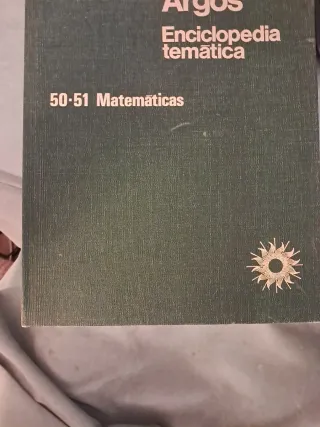 Argos
Enciclopedia
temática
50·51 Matemáticas